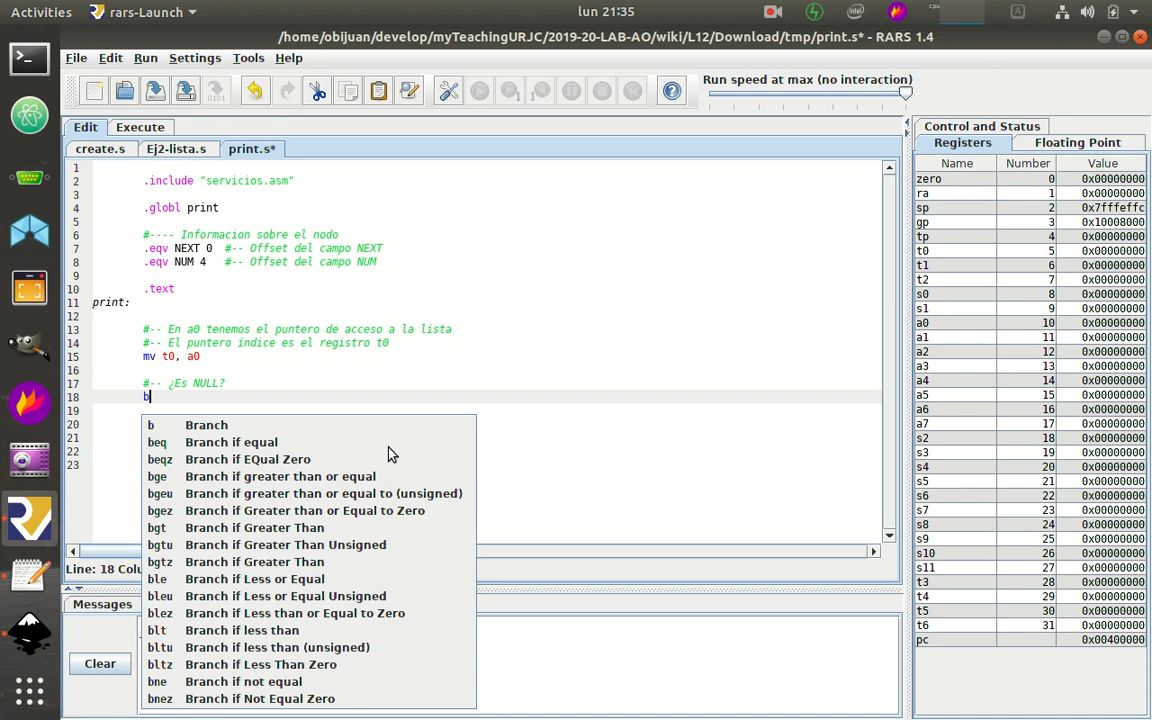 Activities
rars-Launch
lun 21:35
cpu
intel
A
/home/obijuan/develop/myTeachingURJC/2019-20-LAB-AO/wiki/L12/Download/tmp/print.s* - RARS 1.4
File Edit Run Settings Tools Help
Run speed at max (no interaction)
Edit Execute
create.s Ej2-lista.s print.s*
1
2 .include "servicios.asm"
3
4 .globl print
5
6 #---- Informacion sobre el nodo
7 .eqv NEXT 0 #-- Offset del campo NEXT
8 .eqv NUM 4 #-- Offset del campo NUM
9
10 .text
11 print:
12
13 #-- En a0 tenemos el puntero de acceso a la lista
14 #-- El puntero índice es el registro t0
15 mv t0, a0
16
17 #-- ¿Es NULL?
18 b
19
20
21
22
23
b Branch
beq Branch if equal
beqz Branch if EQual Zero
bge Branch if greater than or equal
bgeu Branch if greater than or equal to (unsigned)
bgez Branch if Greater than or Equal to Zero
bgt Branch if Greater Than
bgtu Branch if Greater Than Unsigned
bgtz Branch if Greater Than
ble Branch if Less or Equal
bleu Branch if Less or Equal Unsigned
blez Branch if Less than or Equal to Zero
blt Branch if less than
bltu Branch if less than (unsigned)
bltz Branch if Less Than Zero
bne Branch if not equal
bnez Branch if Not Equal Zero
Line: 18 Colu
Messages
Clear
Control and Status
Registers Floating Point
Name Number Value
zero 0 0x00000000
ra 1 0x00000000
sp 2 0x7fffeffc
gp 3 0x10008000
tp 4 0x00000000
t0 5 0x00000000
t1 6 0x00000000
t2 7 0x00000000
s0 8 0x00000000
s1 9 0x00000000
a0 10 0x00000000
a1 11 0x00000000
a2 12 0x00000000
a3 13 0x00000000
a4 14 0x00000000
a5 15 0x00000000
a6 16 0x00000000
a7 17 0x00000000
s2 18 0x00000000
s3 19 0x00000000
s4 20 0x00000000
s5 21 0x00000000
s6 22 0x00000000
s7 23 0x00000000
s8 24 0x00000000
s9 25 0x00000000
s10 26 0x00000000
s11 27 0x00000000
t3 28 0x00000000
t4 29 0x00000000
t5 30 0x00000000
t6 31 0x00000000
pc 0x00400000